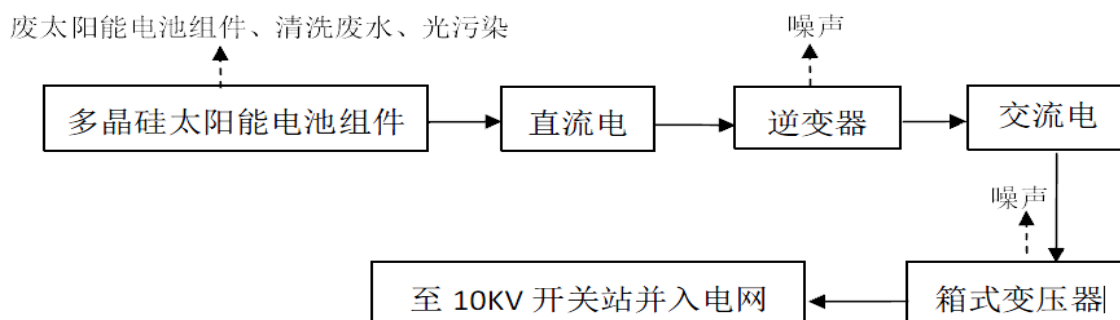 废太阳能电池组件、清洗废水、光污染
噪声
多晶硅太阳能电池组件
直流电
逆变器
交流电
噪声
至 10KV 开关站并入电网
箱式变压器